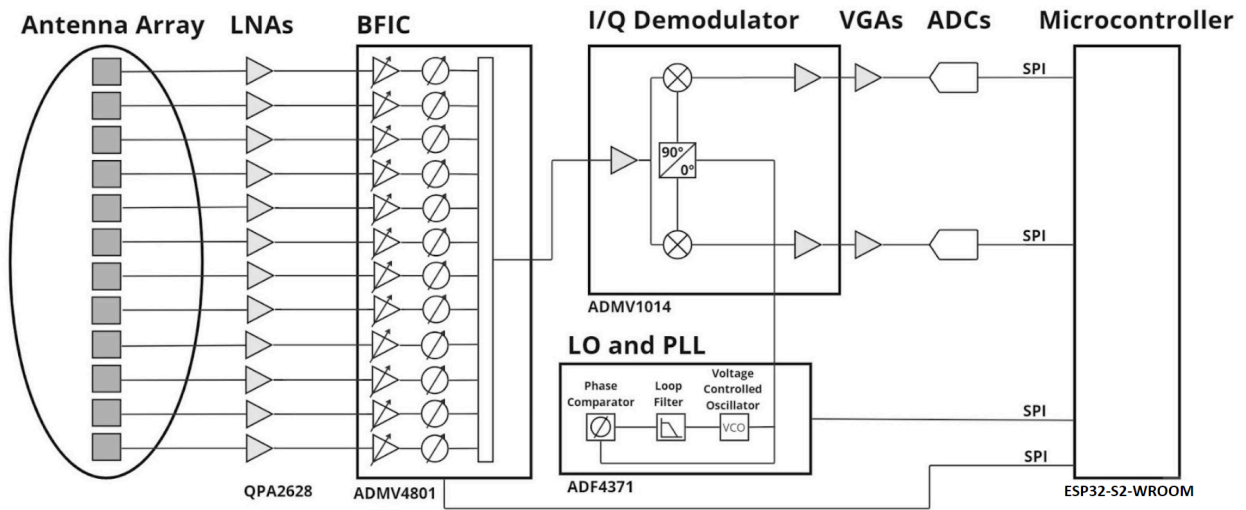 Antenna Array
LNAs
BFIC
I/Q Demodulator
VGAs
ADCs
Microcontroller
SPI
90°
0°
SPI
ADMV1014
LO and PLL
Phase
Comparator
Loop
Filter
Voltage
Controlled
Oscillator
VCO
SPI
SPI
QPA2628
ADMV4801
ADF4371
ESP32-S2-WROOM